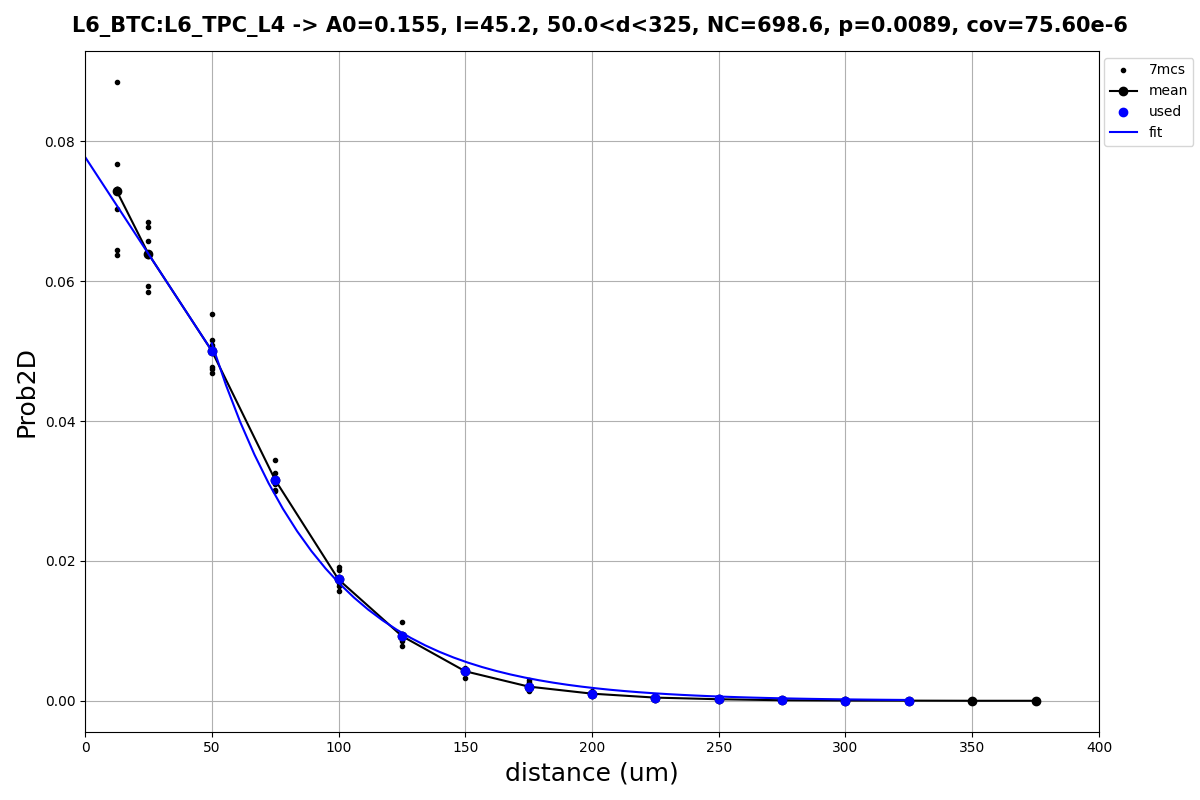 L6_BTC:L6_TPC_L4 -> A0=0.155, l=45.2, 50.0<d<325, NC=698.6, p=0.0089, cov=75.60e-6
7mcs
mean
used
fit
0.08
0.06
0.04
0.02
0.00
Prob2D
0 50 100 150 200 250 300 350 400
distance (um)